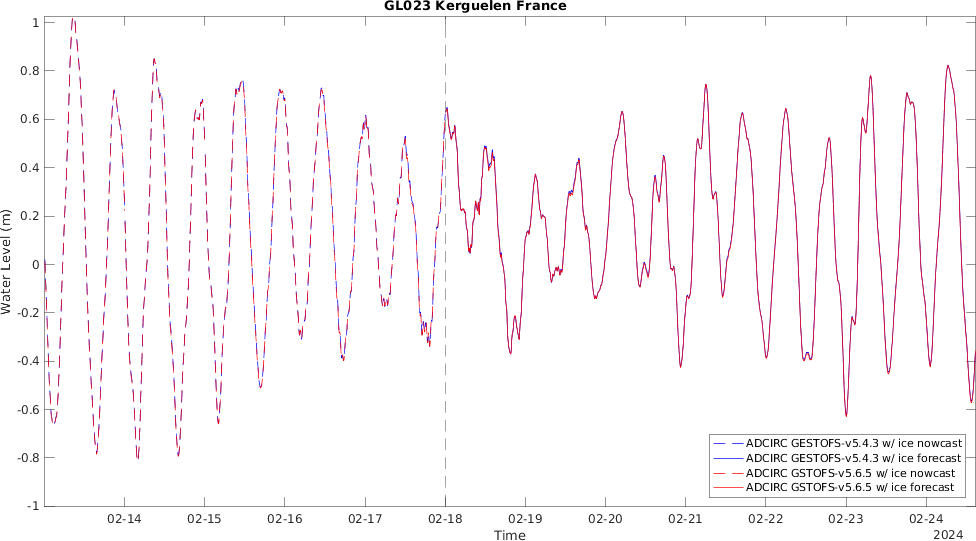 GL023 Kerguelen France
Water Level (m)
1
0.8
0.6
0.4
0.2
0
-0.2
-0.4
-0.6
-0.8
-1
ADCIRC GESTOFS-v5.4.3 w/ ice nowcast
ADCIRC GESTOFS-v5.4.3 w/ ice forecast
ADCIRC GSTOFS-v5.6.5 w/ ice nowcast
ADCIRC GSTOFS-v5.6.5 w/ ice forecast
02-14 02-15 02-16 02-17 02-18 02-19 02-20 02-21 02-22 02-23 02-24
Time
2024